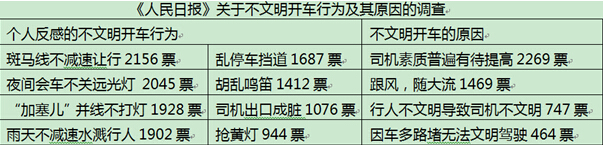 《人民日报》关于不文明开车行为及其原因的调查
个人反感的不文明开车行为 不文明开车的原因
斑马线不减速让行 2156 票 乱停车挡道 1687 票 司机素质普遍有待提高 2269 票
夜间会车不关远光灯 2045 票 胡乱鸣笛 1412 票 跟风，随大流 1469 票
“加塞儿”并线不打灯 1928 票 司机出口成脏 1076 票 行人不文明导致司机不文明 747 票
雨天不减速水溅行人 1902 票 抢黄灯 944 票 因车多路堵无法文明驾驶 464 票